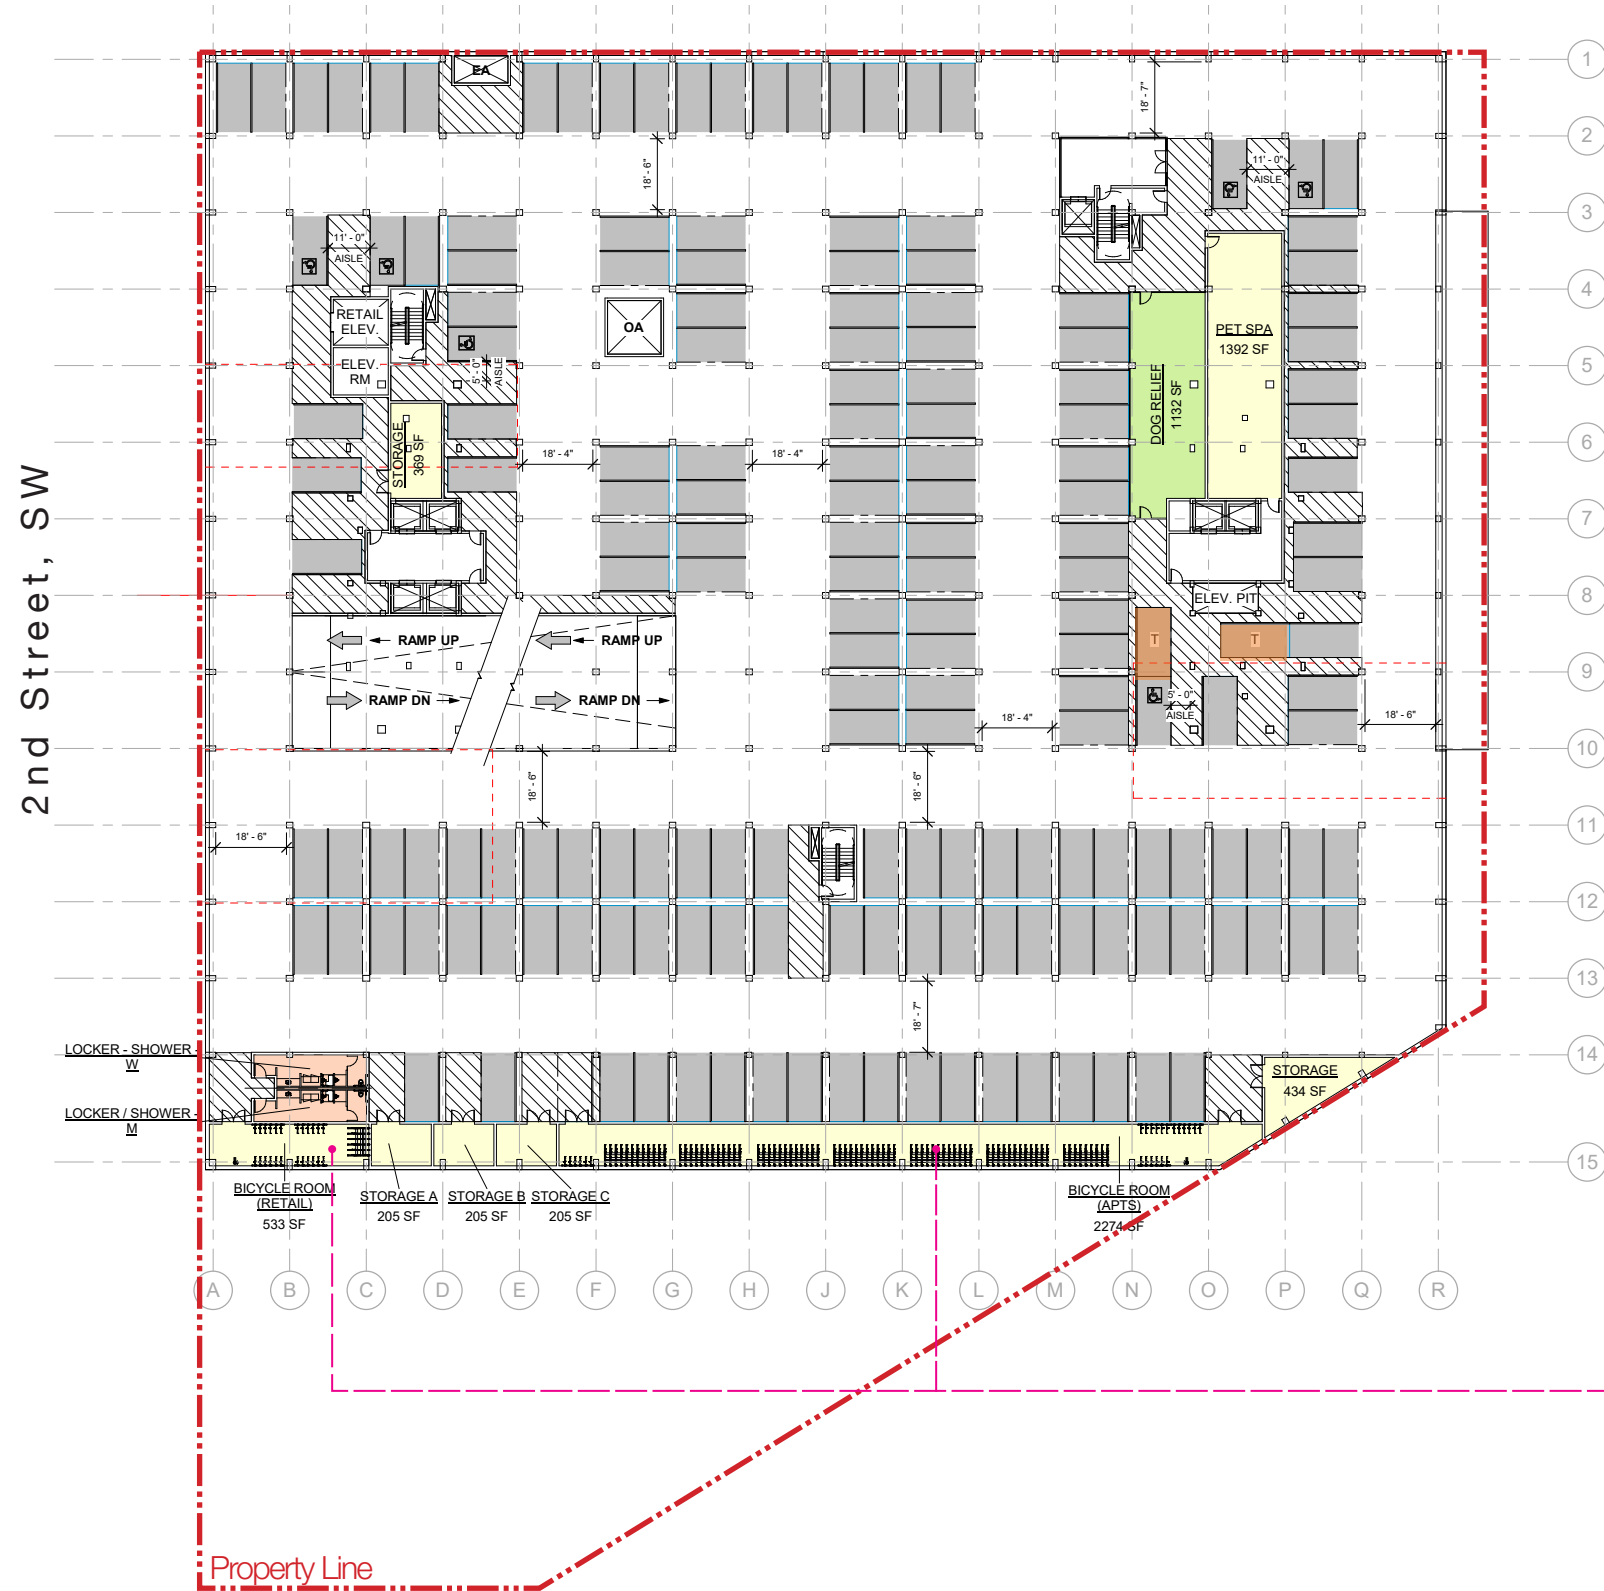 EA
1
18' - 7"
2
18' - 6"
11' - 0"
AISLE
3
11' - 0"
AISLE
4
RETAIL
ELEV.
OA
PET SPA
1392 SF
ELEV.
RM
5' - 0"
AISLE
5
DOG RELIEF
1132 SF
STORAGE
369 SF
6
18' - 4"
18' - 4"
2nd Street, SW
7
8
ELEV. PIT
RAMP UP
RAMP UP
T
T
9
RAMP DN
RAMP DN
5' - 0"
AISLE
18' - 4"
18' - 6"
10
18' - 6"
18' - 6"
11
18' - 6"
12
13
18' - 7"
LOCKER - SHOWER -
W
14
STORAGE
434 SF
LOCKER / SHOWER -
M
15
BICYCLE ROOM
(RETAIL)
533 SF
STORAGE A
205 SF
STORAGE B
205 SF
STORAGE C
205 SF
BICYCLE ROOM
(APTS)
2274 SF
A B C D E F G H J K L M N O P Q R
Property Line